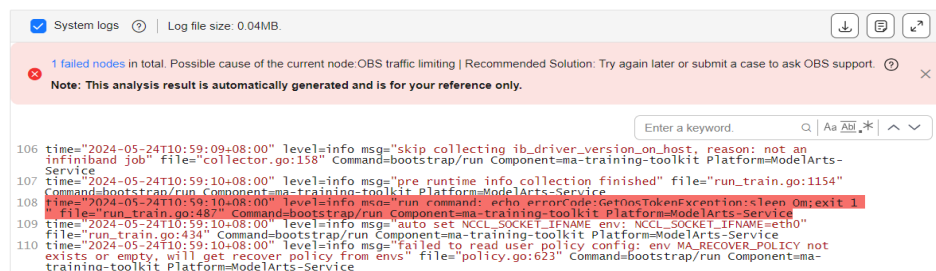 System logs ? | Log file size: 0.04MB.
1 failed nodes in total. Possible cause of the current node:OBS traffic limiting | Recommended Solution: Try again later or submit a case to ask OBS support. ?
Note: This analysis result is automatically generated and is for your reference only.
Enter a keyword. Aa Abl .*
106 time="2024-05-24T10:59:09+08:00" level=info msg="skip collecting ib_driver_version_on_host, reason: not an
infiniband job" file="collector.go:158" Command=bootstrap/run Component=ma-training-toolkit Platform=ModelArts-
Service
107 time="2024-05-24T10:59:10+08:00" level=info msg="pre runtime info collection finished" file="run_train.go:1154"
Command=bootstrap/run Component=ma-training-toolkit Platform=ModelArts-Service
108 time="2024-05-24T10:59:10+08:00" level=info msg="run command: echo errorCode:GetQosTokenException;sleep 0m;exit 1
" file="run_train.go:487" Command=bootstrap/run Component=ma-training-toolkit Platform=ModelArts-Service
109 time="2024-05-24T10:59:10+08:00" level=info msg="auto set NCCL_SOCKET_IFNAME env: NCCL_SOCKET_IFNAME=eth0"
file="run_train.go:434" Command=bootstrap/run Component=ma-training-toolkit Platform=ModelArts-Service
110 time="2024-05-24T10:59:10+08:00" level=info msg="failed to read user policy config: env MA_RECOVER_POLICY not
exists or empty, will get recover policy from envs" file="policy.go:623" Command=bootstrap/run Component=ma-
training-toolkit Platform=ModelArts-Service